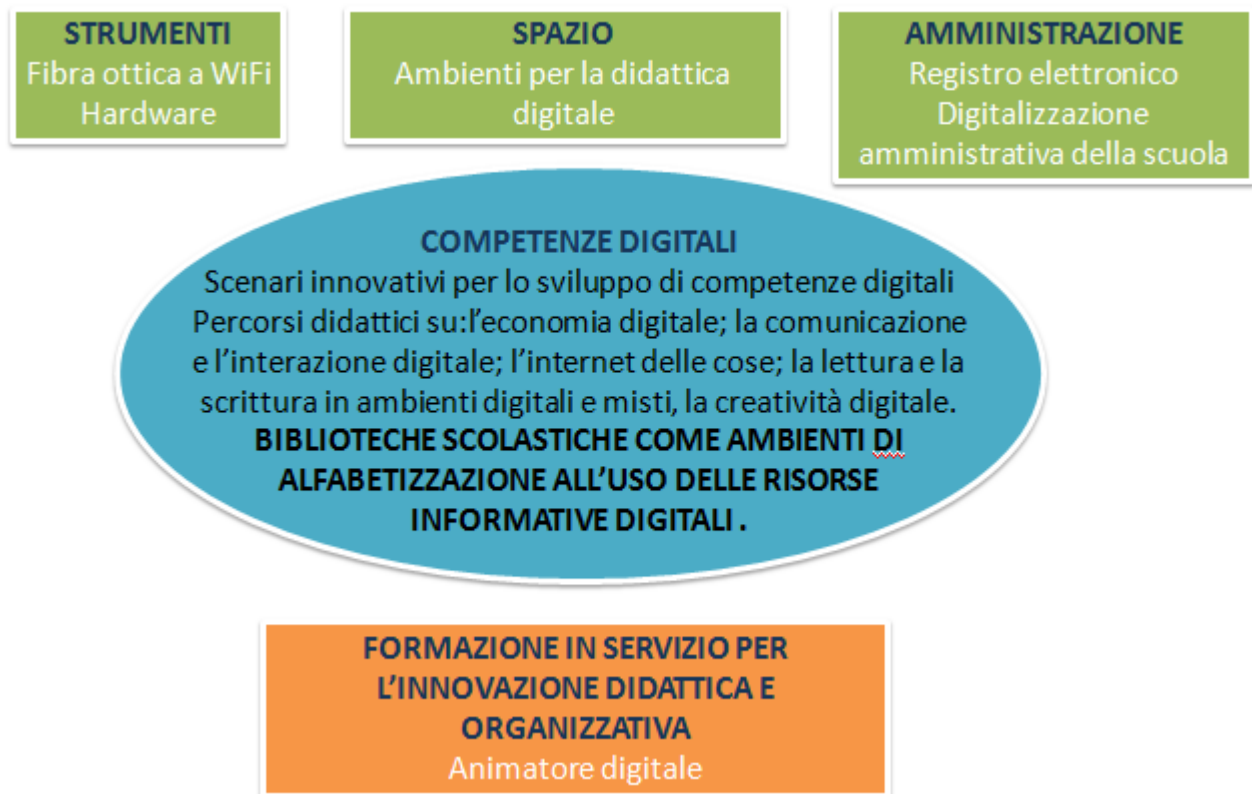 STRUMENTI
Fibra ottica a WiFi
Hardware
SPAZIO
Ambienti per la didattica
digitale
AMMINISTRAZIONE
Registro elettronico
Digitalizzazione
amministrativa della scuola
COMPETENZE DIGITALI
Scenari innovativi per lo sviluppo di competenze digitali
Percorsi didattici su:l’economia digitale; la comunicazione
e l’interazione digitale; l’internet delle cose; la lettura e la
scrittura in ambienti digitali e misti, la creatività digitale.
BIBLIOTECHE SCOLASTICHE COME AMBIENTI DI
ALFABETIZZAZIONE ALL’USO DELLE RISORSE
INFORMATIVE DIGITALI .
FORMAZIONE IN SERVIZIO PER
L’INNOVAZIONE DIDATTICA E
ORGANIZZATIVA
Animatore digitale